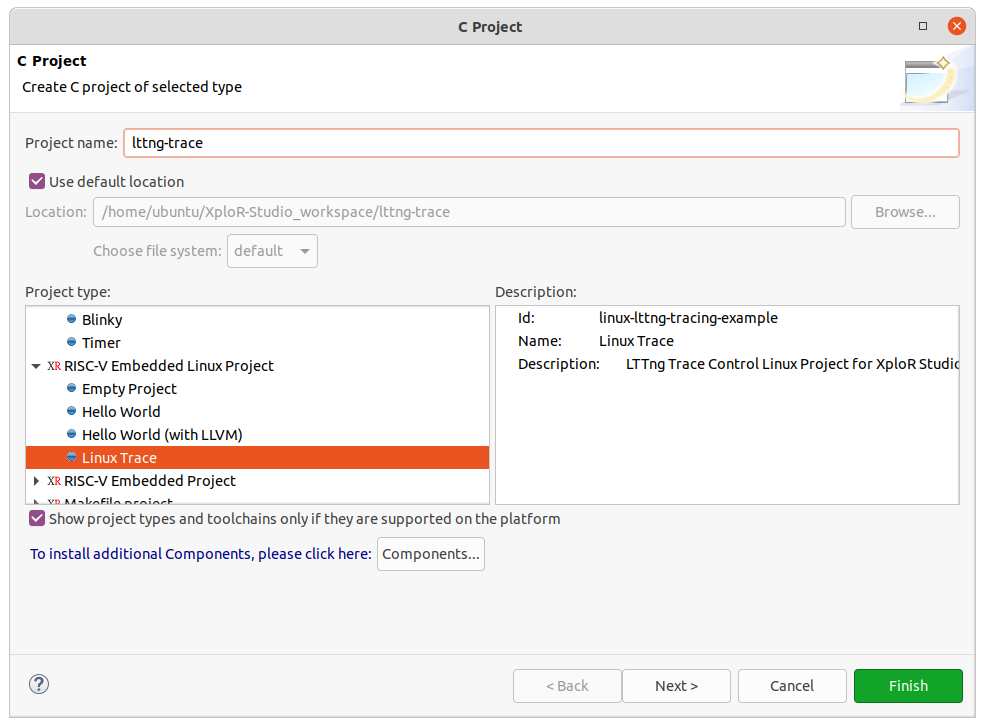 C Project
C Project
Create C project of selected type
Project name: lttng-trace
Use default location
Location: /home/ubuntu/XploR-Studio_workspace/lttng-trace Browse...
Choose file system: default
Project type:
Blinky
Timer
XR RISC-V Embedded Linux Project
Empty Project
Hello World
Hello World (with LLVM)
Linux Trace
XR RISC-V Embedded Project
XR Makefile project
Description:
Id: linux-lttng-tracing-example
Name: Linux Trace
Description: LTTng Trace Control Linux Project for XploR Studio
Show project types and toolchains only if they are supported on the platform
To install additional Components, please click here: Components...
? < Back Next > Cancel Finish